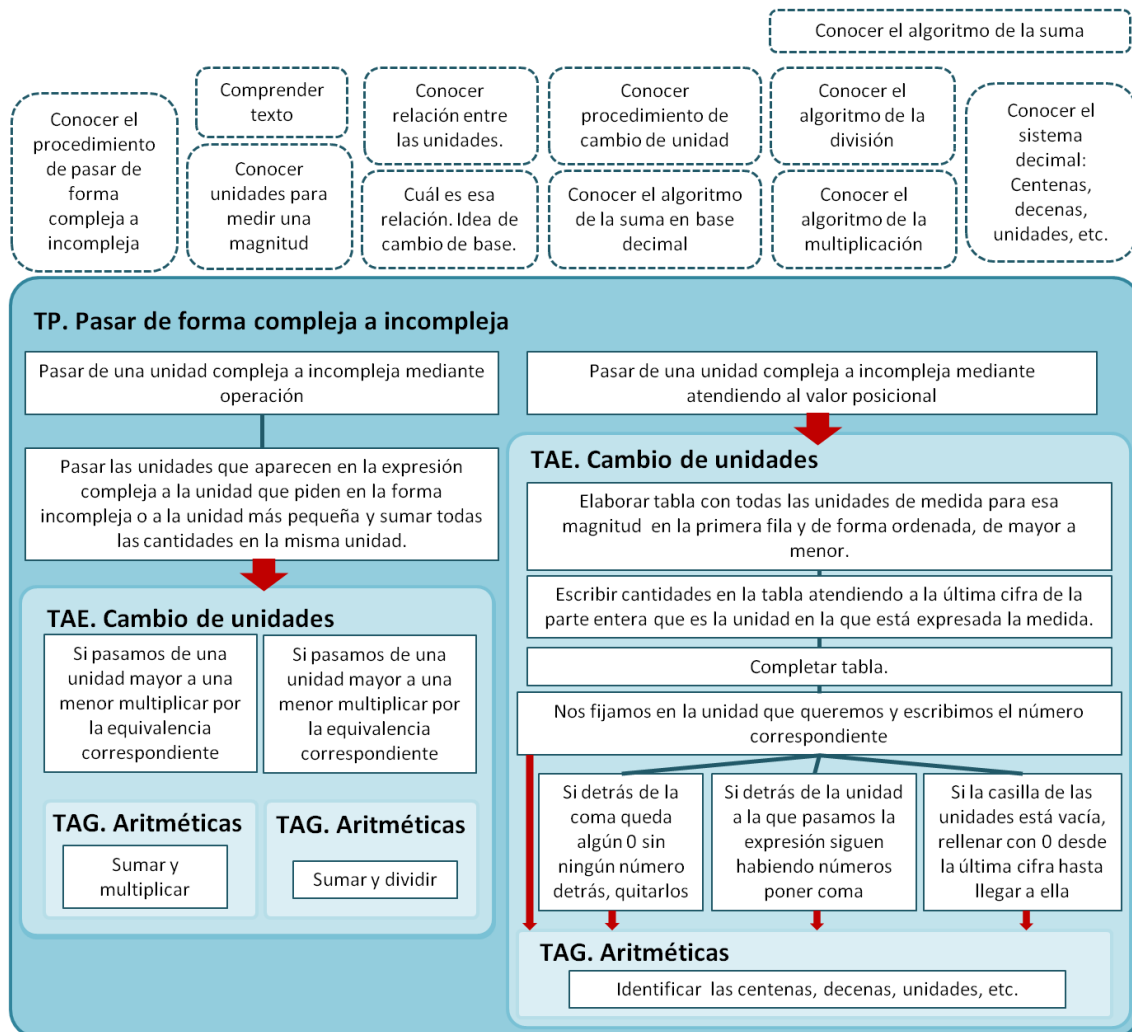 Conocer el algoritmo de la suma
Conocer el
procedimiento
de pasar de
forma
compleja a
incompleja
Comprender
texto
Conocer
unidades para
medir una
magnitud
Conocer
relación entre
las unidades.
Cuál es esa
relación. Idea de
cambio de base.
Conocer
procedimiento de
cambio de unidad
Conocer el algoritmo
de la suma en base
decimal
Conocer el
algoritmo de la
división
Conocer el
algoritmo de la
multiplicación
Conocer el
sistema
decimal:
Centenas,
decenas,
unidades, etc.
TP. Pasar de forma compleja a incompleja
Pasar de una unidad compleja a incompleja mediante
operación
Pasar las unidades que aparecen en la expresión
compleja a la unidad que piden en la forma
incompleja o a la unidad más pequeña y sumar todas
las cantidades en la misma unidad.
TAE. Cambio de unidades
Si pasamos de una
unidad mayor a una
menor multiplicar por
la equivalencia
correspondiente
Si pasamos de una
unidad mayor a una
menor multiplicar por
la equivalencia
correspondiente
TAG. Aritméticas
Sumar y
multiplicar
TAG. Aritméticas
Sumar y dividir
Pasar de una unidad compleja a incompleja mediante
atendiendo al valor posicional
TAE. Cambio de unidades
Elaborar tabla con todas las unidades de medida para esa
magnitud en la primera fila y de forma ordenada, de mayor a
menor.
Escribir cantidades en la tabla atendiendo a la última cifra de la
parte entera que es la unidad en la que está expresada la medida.
Completar tabla.
Nos fijamos en la unidad que queremos y escribimos el número
correspondiente
Si detrás de la
coma queda
algún 0 sin
ningún número
detrás, quitarlos
Si detrás de la unidad
a la que pasamos la
expresión siguen
habiendo números
poner coma
Si la casilla de las
unidades está vacía,
rellenar con 0 desde
la última cifra hasta
llegar a ella
TAG. Aritméticas
Identificar las centenas, decenas, unidades, etc.